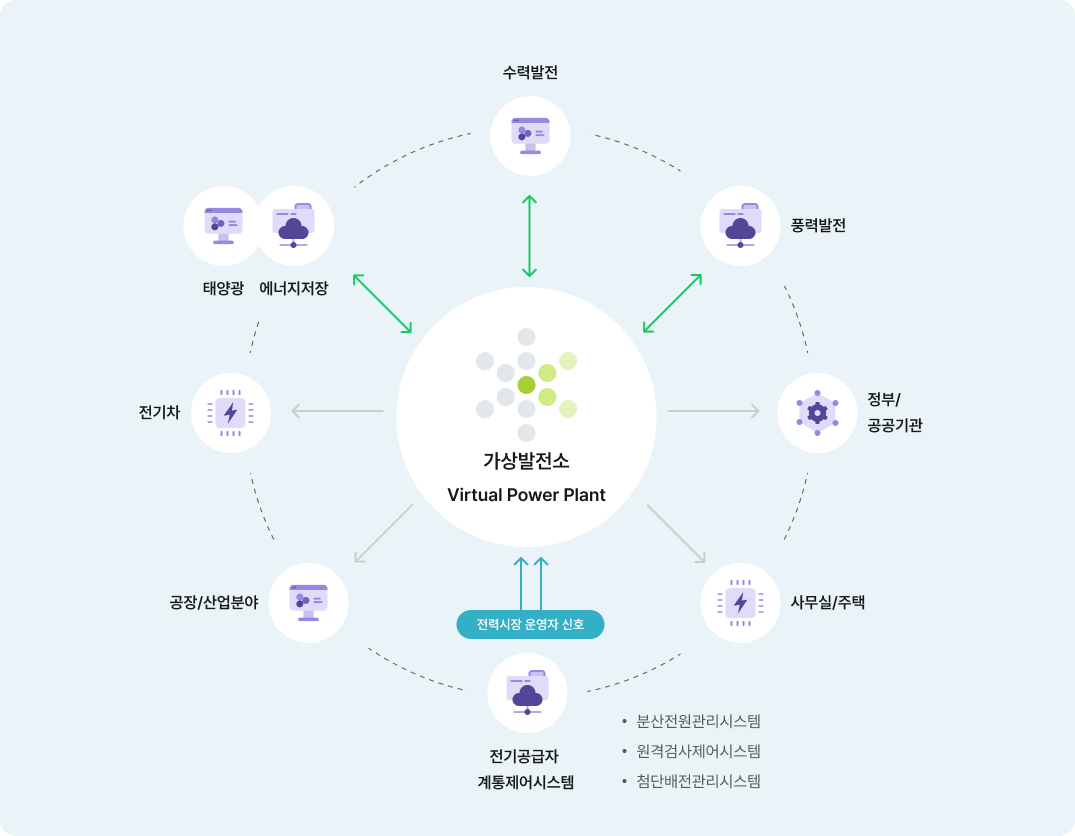 수력발전
풍력발전
태양광
에너지저장
전기차
정부/
공공기관
가상발전소
Virtual Power Plant
공장/산업분야
사무실/주택
전력시장 운영자 신호
전기공급자
계통제어시스템
• 분산전원관리시스템
• 원격검사제어시스템
• 첨단배전관리시스템